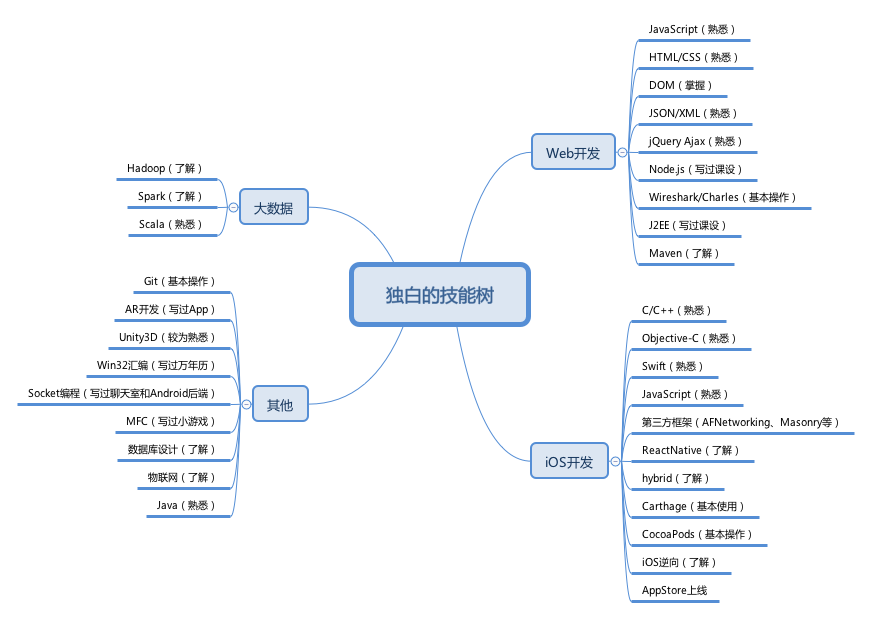 独白的技能树
Web开发
JavaScript（熟悉）
HTML/CSS（熟悉）
DOM（掌握）
JSON/XML（熟悉）
jQuery Ajax（熟悉）
Node.js（写过课设）
Wireshark/Charles（基本操作）
J2EE（写过课设）
Maven（了解）
iOS开发
C/C++（熟悉）
Objective-C（熟悉）
Swift（熟悉）
JavaScript（熟悉）
第三方框架（AFNetworking、Masonry等）
ReactNative（了解）
hybrid（了解）
Carthage（基本使用）
CocoaPods（基本操作）
iOS逆向（了解）
AppStore上线
大数据
Hadoop（了解）
Spark（了解）
Scala（熟悉）
其他
Git（基本操作）
AR开发（写过App）
Unity3D（较为熟悉）
Win32汇编（写过万年历）
Socket编程（写过聊天室和Android后端）
MFC（写过小游戏）
数据库设计（了解）
物联网（了解）
Java（熟悉）